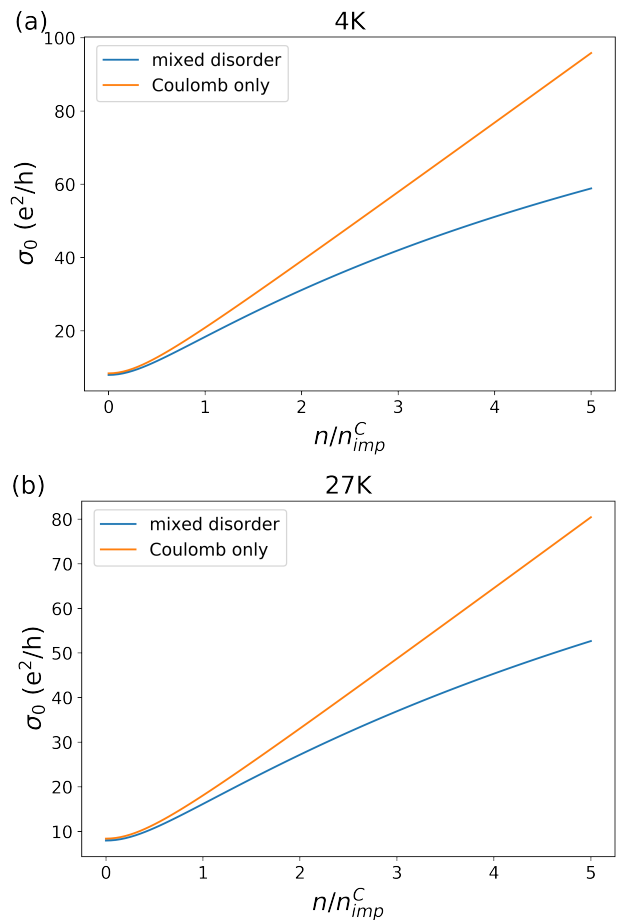 (a)
4K
100
80
60
40
20
σ₀ (e²/h)
mixed disorder
Coulomb only
0 1 2 3 4 5
n/n^C_imp
(b)
27K
80
70
60
50
40
30
20
10
σ₀ (e²/h)
mixed disorder
Coulomb only
0 1 2 3 4 5
n/n^C_imp